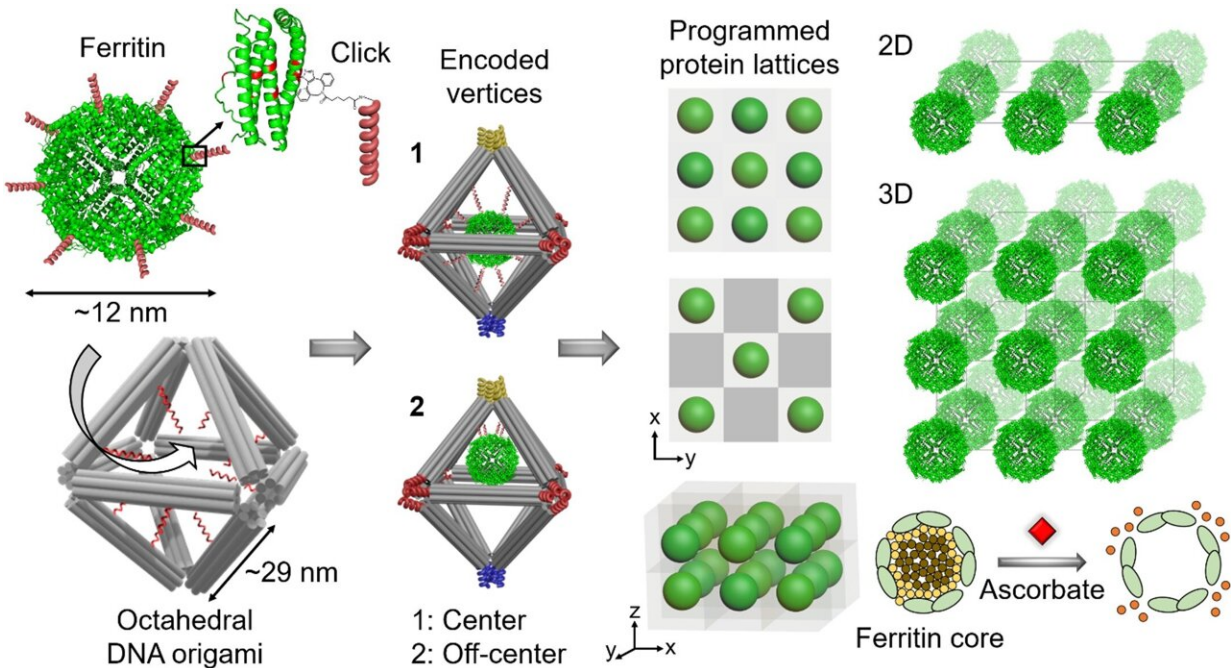 Ferritin
Click
~12 nm
~29 nm
Octahedral
DNA origami
Encoded
vertices
1
2
1: Center
2: Off-center
Programmed
protein lattices
x
y
z
y
x
2D
3D
Ascorbate
Ferritin core